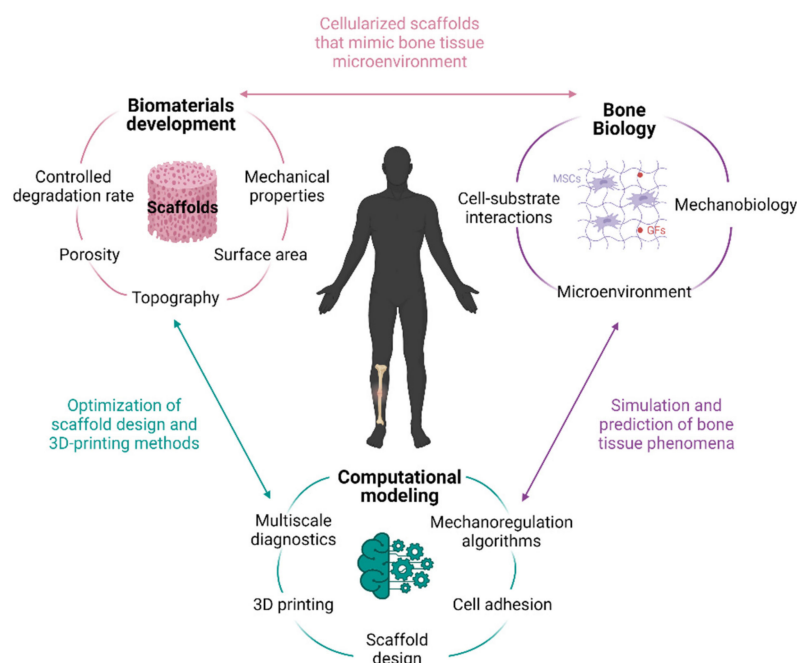 Cellularized scaffolds
that mimic bone tissue
microenvironment
Biomaterials
development
Controlled
degradation rate
Scaffolds
Mechanical
properties
Porosity
Surface area
Topography
Bone
Biology
MSCs
Cell-substrate
interactions
Mechanobiology
GFs
Microenvironment
Optimization of
scaffold design and
3D-printing methods
Simulation and
prediction of bone
tissue phenomena
Computational
modeling
Multiscale
diagnostics
Mechanoregulation
algorithms
3D printing
Cell adhesion
Scaffold
design